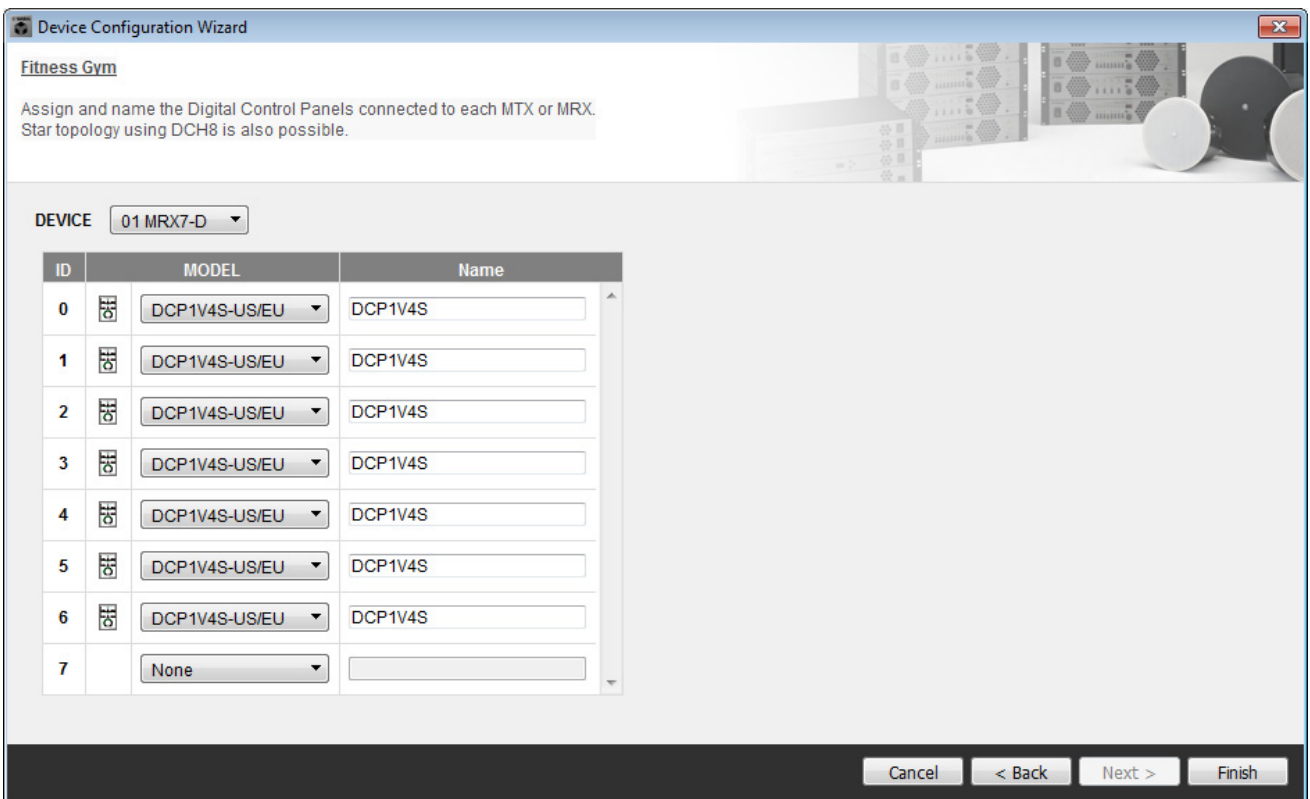 Device Configuration Wizard
Fitness Gym
Assign and name the Digital Control Panels connected to each MTX or MRX.
Star topology using DCH8 is also possible.
DEVICE 01 MRX7-D
ID MODEL Name
0 DCP1V4S-US/EU DCP1V4S
1 DCP1V4S-US/EU DCP1V4S
2 DCP1V4S-US/EU DCP1V4S
3 DCP1V4S-US/EU DCP1V4S
4 DCP1V4S-US/EU DCP1V4S
5 DCP1V4S-US/EU DCP1V4S
6 DCP1V4S-US/EU DCP1V4S
7 None
Cancel < Back Next > Finish